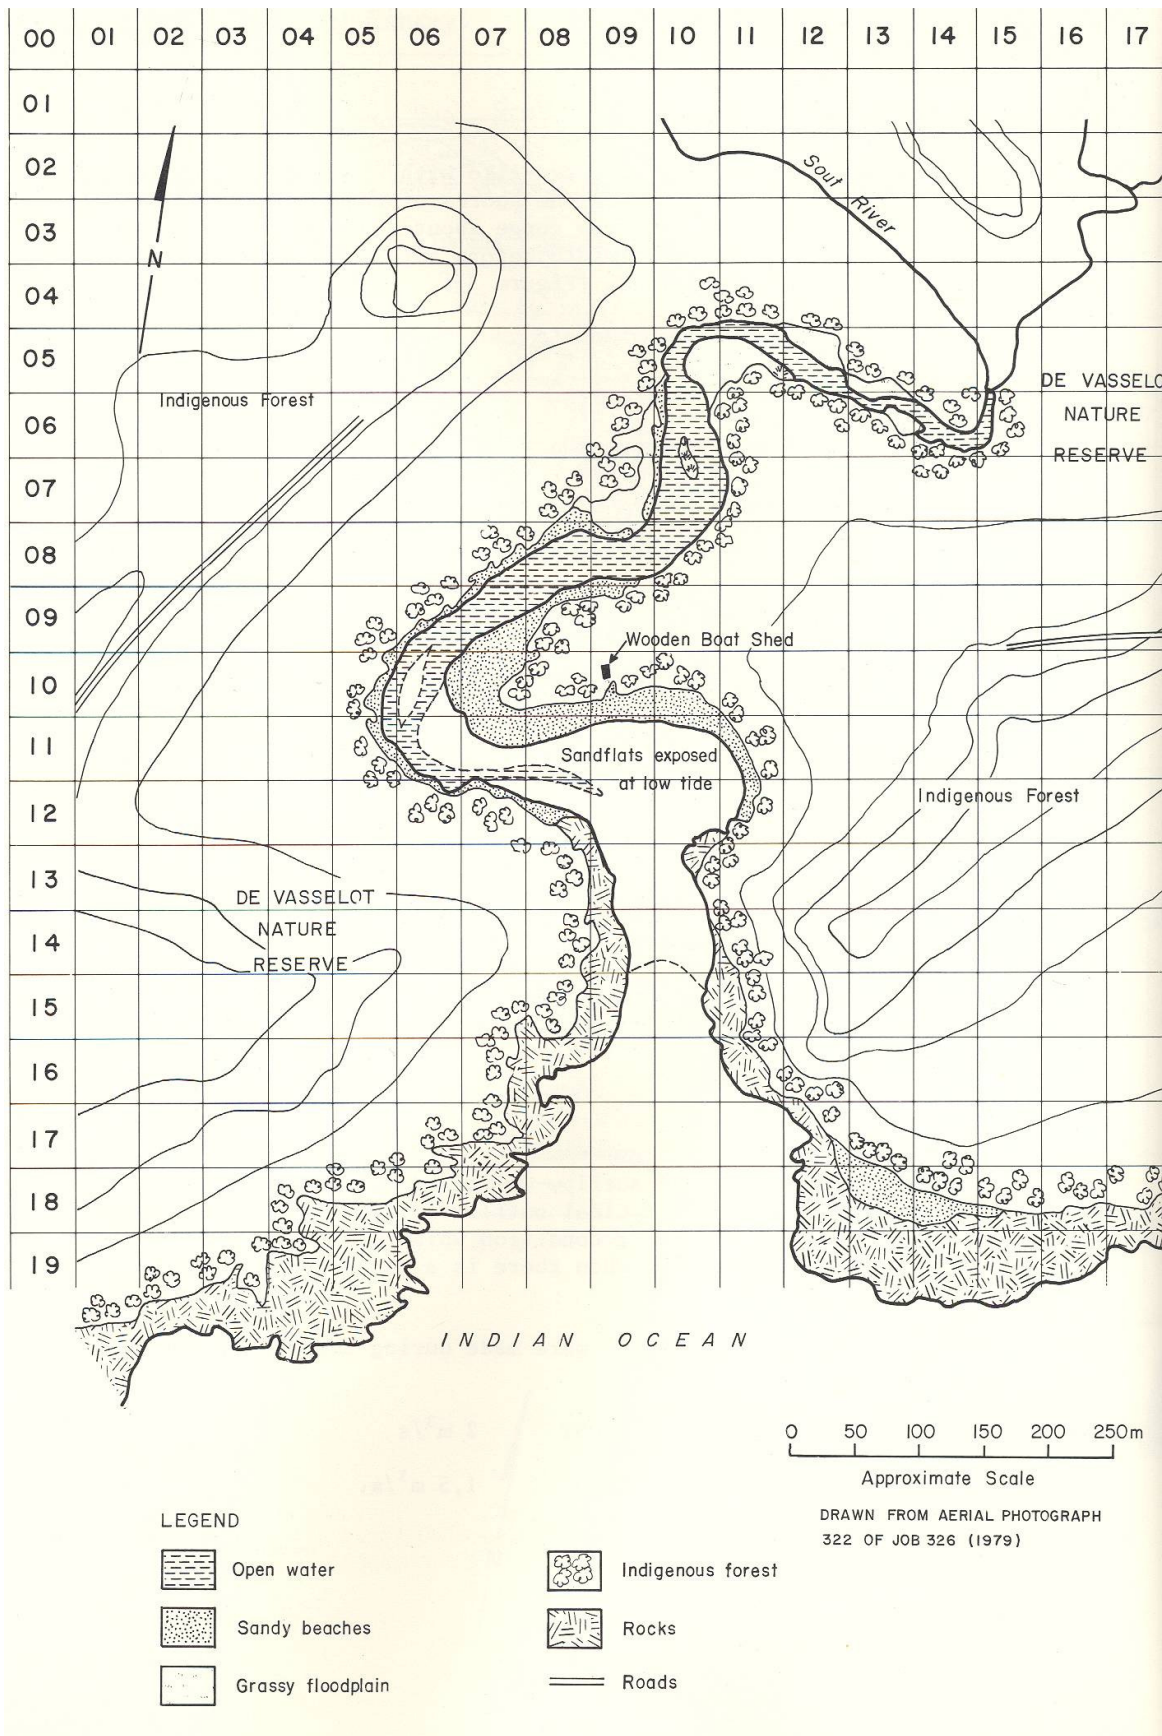 00 01 02 03 04 05 06 07 08 09 10 11 12 13 14 15 16 17
01
02
Sout River
03
N
04
05
Indigenous Forest
DE VASSELO
06
NATURE
RESERVE
07
08
09
Wooden Boat Shed
10
11
Sandflats exposed
at low tide
Indigenous Forest
12
13
DE VASSELOT
NATURE
14
RESERVE
15
16
17
18
19
INDIAN OCEAN
0 50 100 150 200 250m
Approximate Scale
DRAWN FROM AERIAL PHOTOGRAPH
322 OF JOB 326 (1979)
LEGEND
Open water
Indigenous forest
Sandy beaches
Rocks
Grassy floodplain
Roads